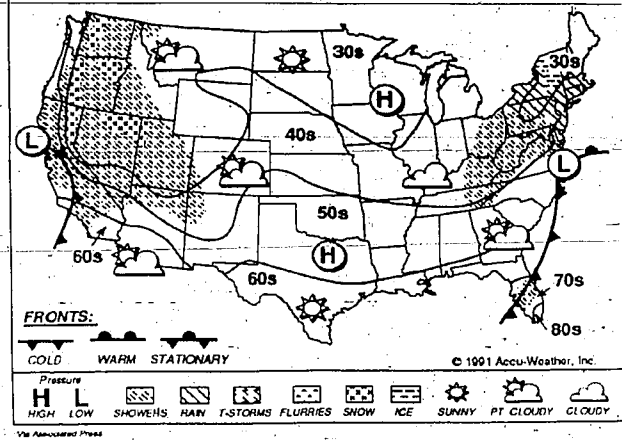 30s
30s
H
40s
L
L
50s
60s
H
60s
70s
80s
FRONTS:
COLD WARM STATIONARY
© 1991 Accu-Weather, Inc.
Pressure
H L
HIGH LOW SHOWERS RAIN T-STORMS FLURRIES SNOW ICE SUNNY PT. CLOUDY CLOUDY
Via Associated Press